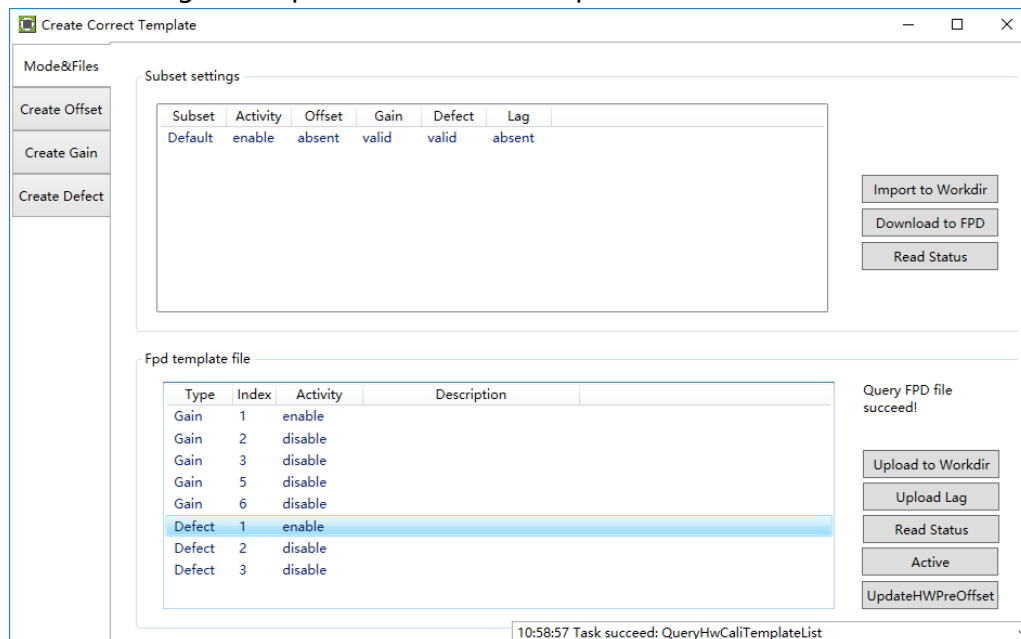 Create Correct Template
Mode&Files
Create Offset
Create Gain
Create Defect
Subset settings
Subset Activity Offset Gain Defect Lag
Default enable absent valid valid absent
Import to Workdir
Download to FPD
Read Status
Fpd template file
Type Index Activity Description
Gain 1 enable
Gain 2 disable
Gain 3 disable
Gain 5 disable
Gain 6 disable
Defect 1 enable
Defect 2 disable
Defect 3 disable
Query FPD file
succeed!
Upload to Workdir
Upload Lag
Read Status
Active
UpdateHWPreOffset
10:58:57 Task succeed: QueryHwCaliTemplateList